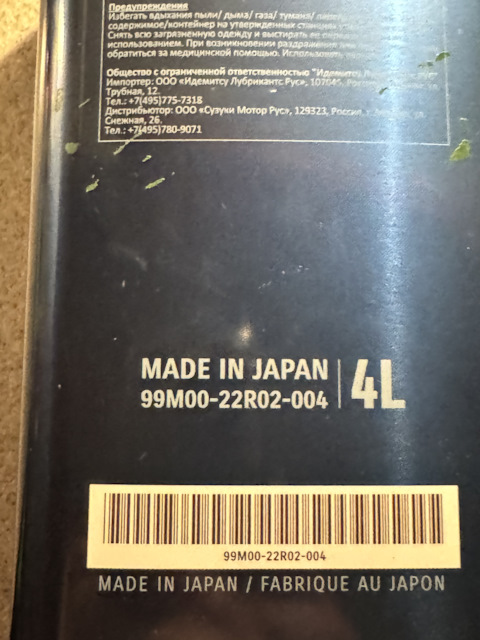 Предупреждения
Избегать вдыхания пыли/ дыма/ газа/ тумана/
содержимое/контейнер на утвержденных станциях
Снять всю загрязненную одежду и выстирать ее
использованием. При возникновении раздражения
обратиться за медицинской помощью. Использовать
Общество с ограниченной ответственностью "Идемитсу
Импортер: ООО «Идемитсу Лубрикантс Рус», 107045,
Трубная, 12.
Тел.: +7(495)775-7318
Дистрибьютор: ООО «Сузуки Мотор Рус», 129323, Россия,
Снежная, 26.
Тел.: +7(495)780-9071
MADE IN JAPAN
99M00-22R02-004
4L
99M00-22R02-004
MADE IN JAPAN / FABRIQUE AU JAPON